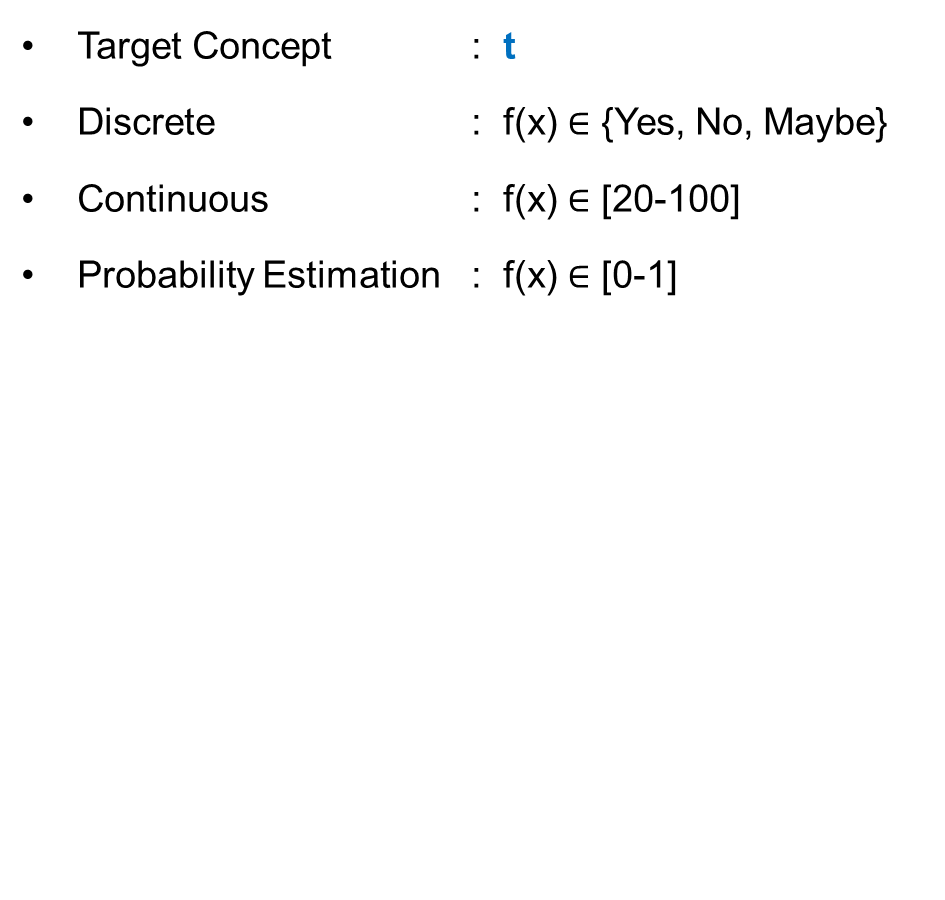 • Target Concept : t
• Discrete : f(x) ∈ {Yes, No, Maybe}
• Continuous : f(x) ∈ [20-100]
• Probability Estimation : f(x) ∈ [0-1]